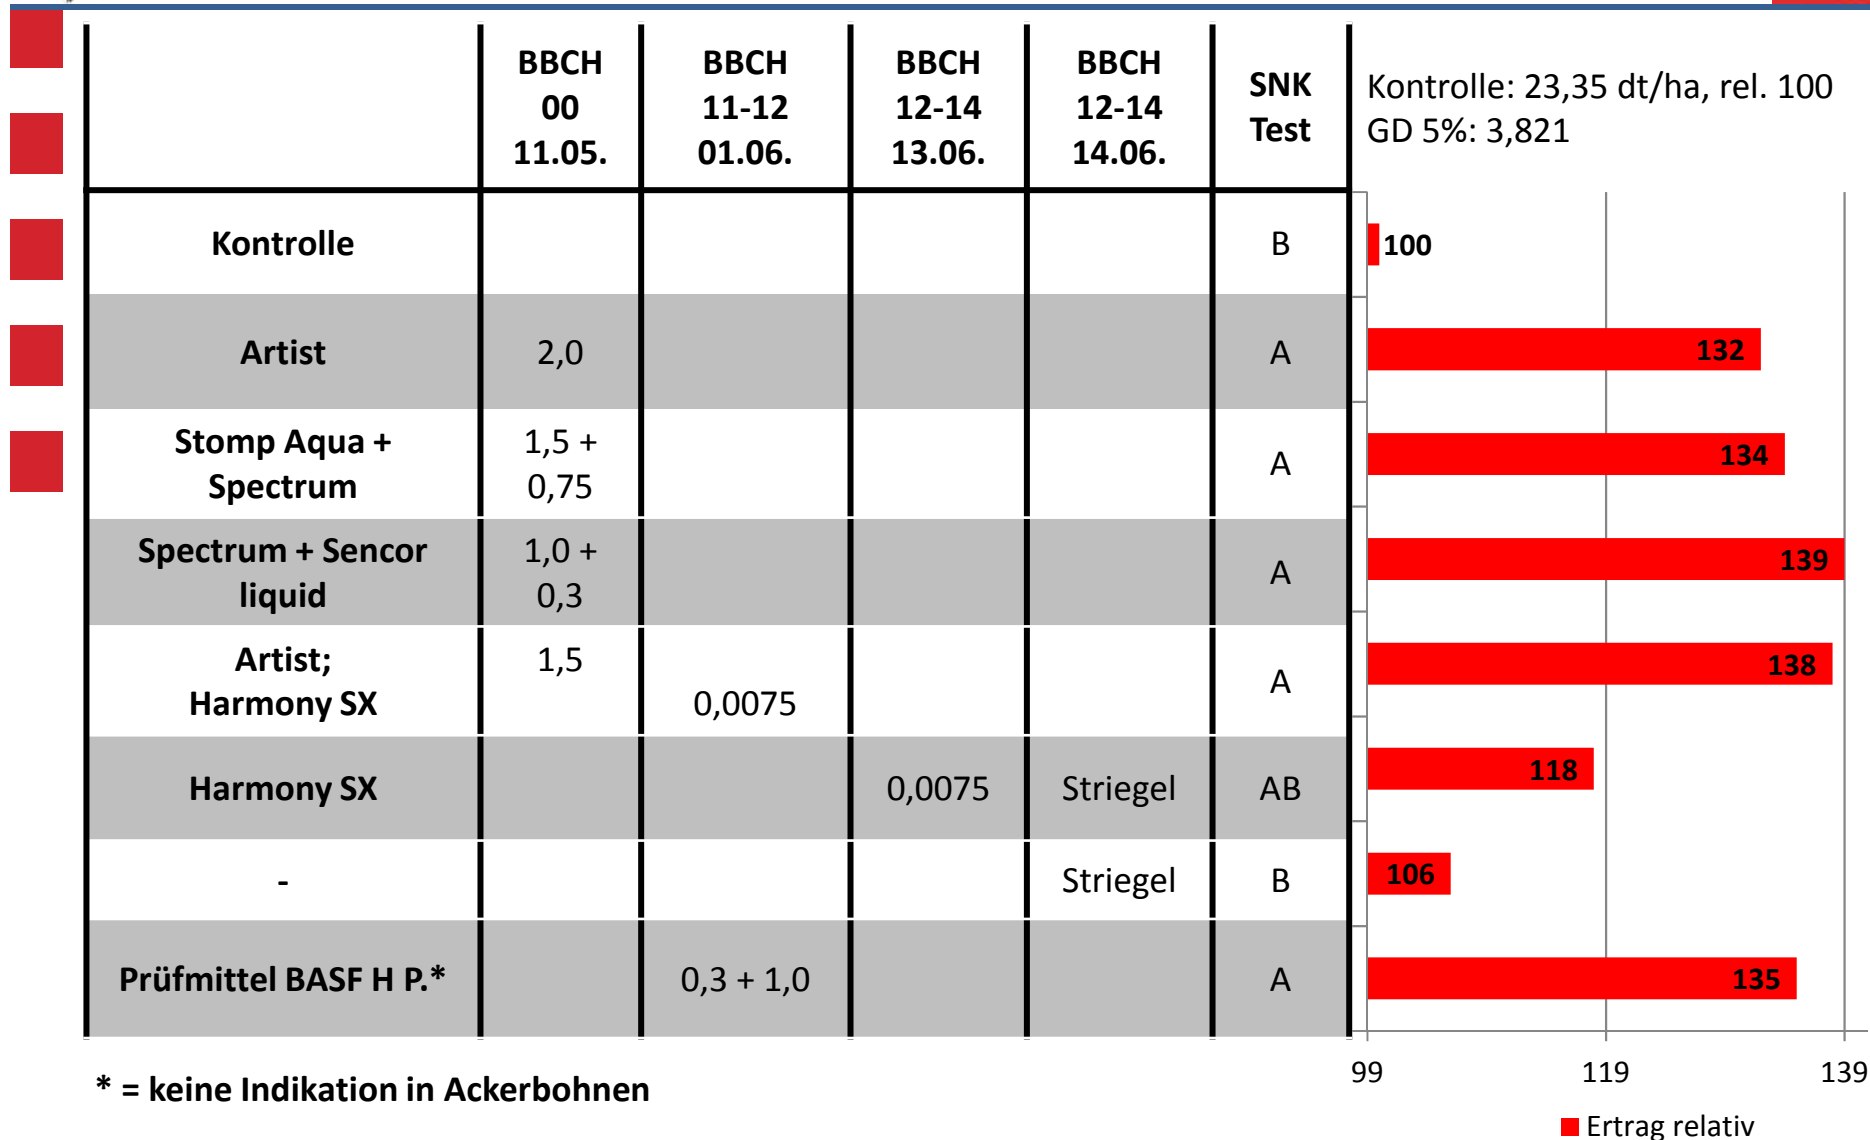 BBCH
00
11.05.
BBCH
11-12
01.06.
BBCH
12-14
13.06.
BBCH
12-14
14.06.
SNK
Test
Kontrolle: 23,35 dt/ha, rel. 100
GD 5%: 3,821
Kontrolle
B
100
Artist
2,0
A
132
Stomp Aqua +
Spectrum
1,5 +
0,75
A
134
Spectrum + Sencor
liquid
1,0 +
0,3
A
139
Artist;
Harmony SX
1,5
0,0075
A
138
Harmony SX
0,0075
Striegel
AB
118
-
Striegel
B
106
Prüfmittel BASF H P.*
0,3 + 1,0
A
135
99
119
139
* = keine Indikation in Ackerbohnen
Ertrag relativ